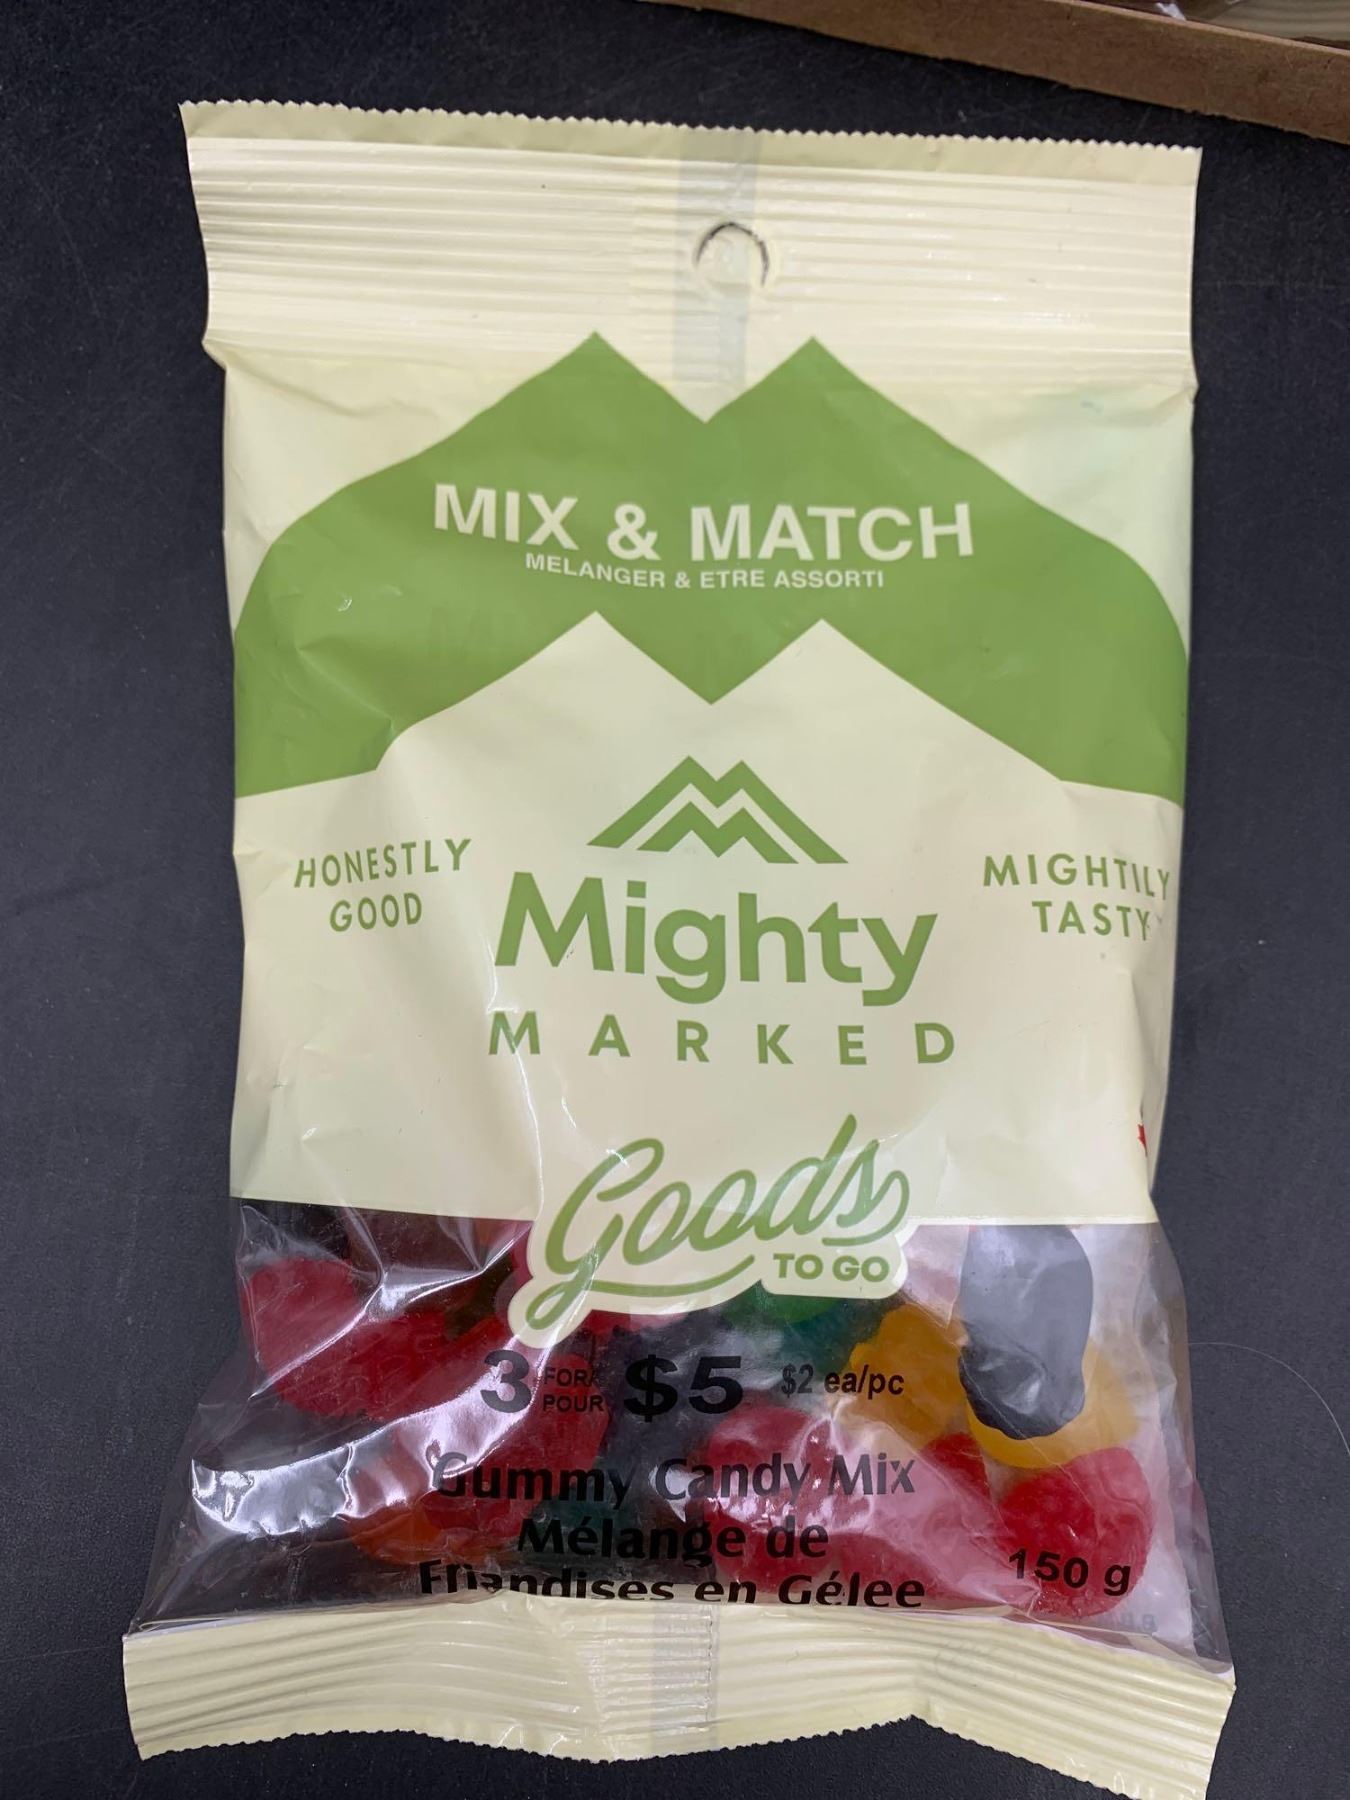 MIX & MATCH
MELANGER & ETRE ASSORTI
HONESTLY
GOOD
MIGHTILY
TASTY
Mighty
MARKED
Goods
TO GO
3 FOR/
POUR $5 $2 ea/pc
Gummy Candy Mix
Mélange de
Friandises en Gélee
150 g